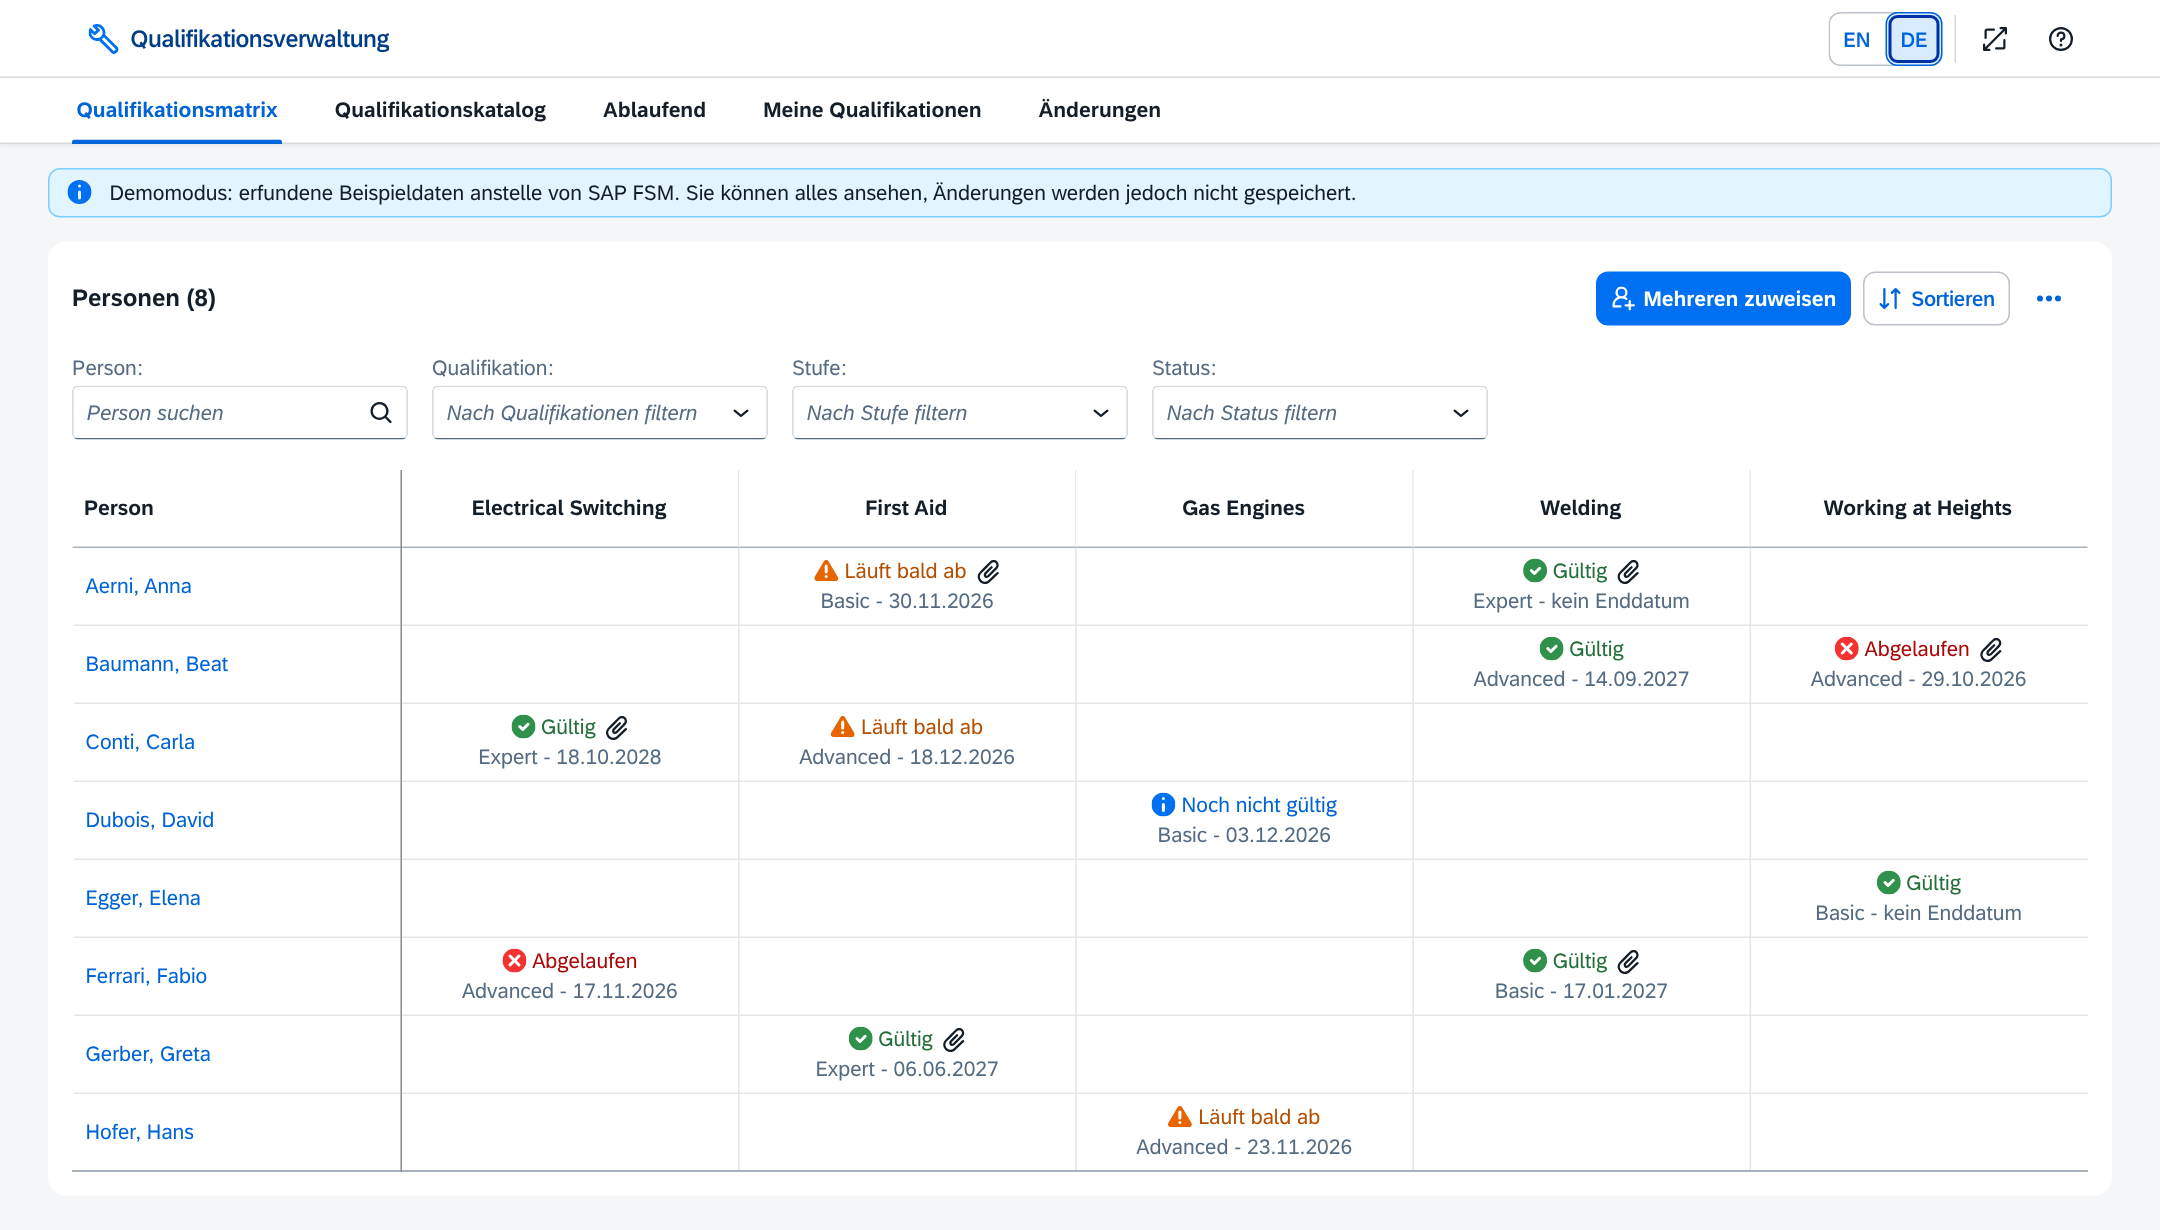 Qualifikationsverwaltung
EN DE
Qualifikationsmatrix Qualifikationskatalog Ablaufend Meine Qualifikationen Änderungen
Demomodus: erfundene Beispieldaten anstelle von SAP FSM. Sie können alles ansehen, Änderungen werden jedoch nicht gespeichert.
Personen (8)
Mehreren zuweisen Sortieren
Person: Qualifikation: Stufe: Status:
Person suchen Nach Qualifikationen filtern Nach Stufe filtern Nach Status filtern
Person Electrical Switching First Aid Gas Engines Welding Working at Heights
Aerni, Anna
Läuft bald ab
Basic - 30.11.2026
Gültig
Expert - kein Enddatum
Baumann, Beat
Gültig
Advanced - 14.09.2027
Abgelaufen
Advanced - 29.10.2026
Conti, Carla
Gültig
Expert - 18.10.2028
Läuft bald ab
Advanced - 18.12.2026
Dubois, David
Noch nicht gültig
Basic - 03.12.2026
Egger, Elena
Gültig
Basic - kein Enddatum
Ferrari, Fabio
Abgelaufen
Advanced - 17.11.2026
Gültig
Basic - 17.01.2027
Gerber, Greta
Gültig
Expert - 06.06.2027
Hofer, Hans
Läuft bald ab
Advanced - 23.11.2026